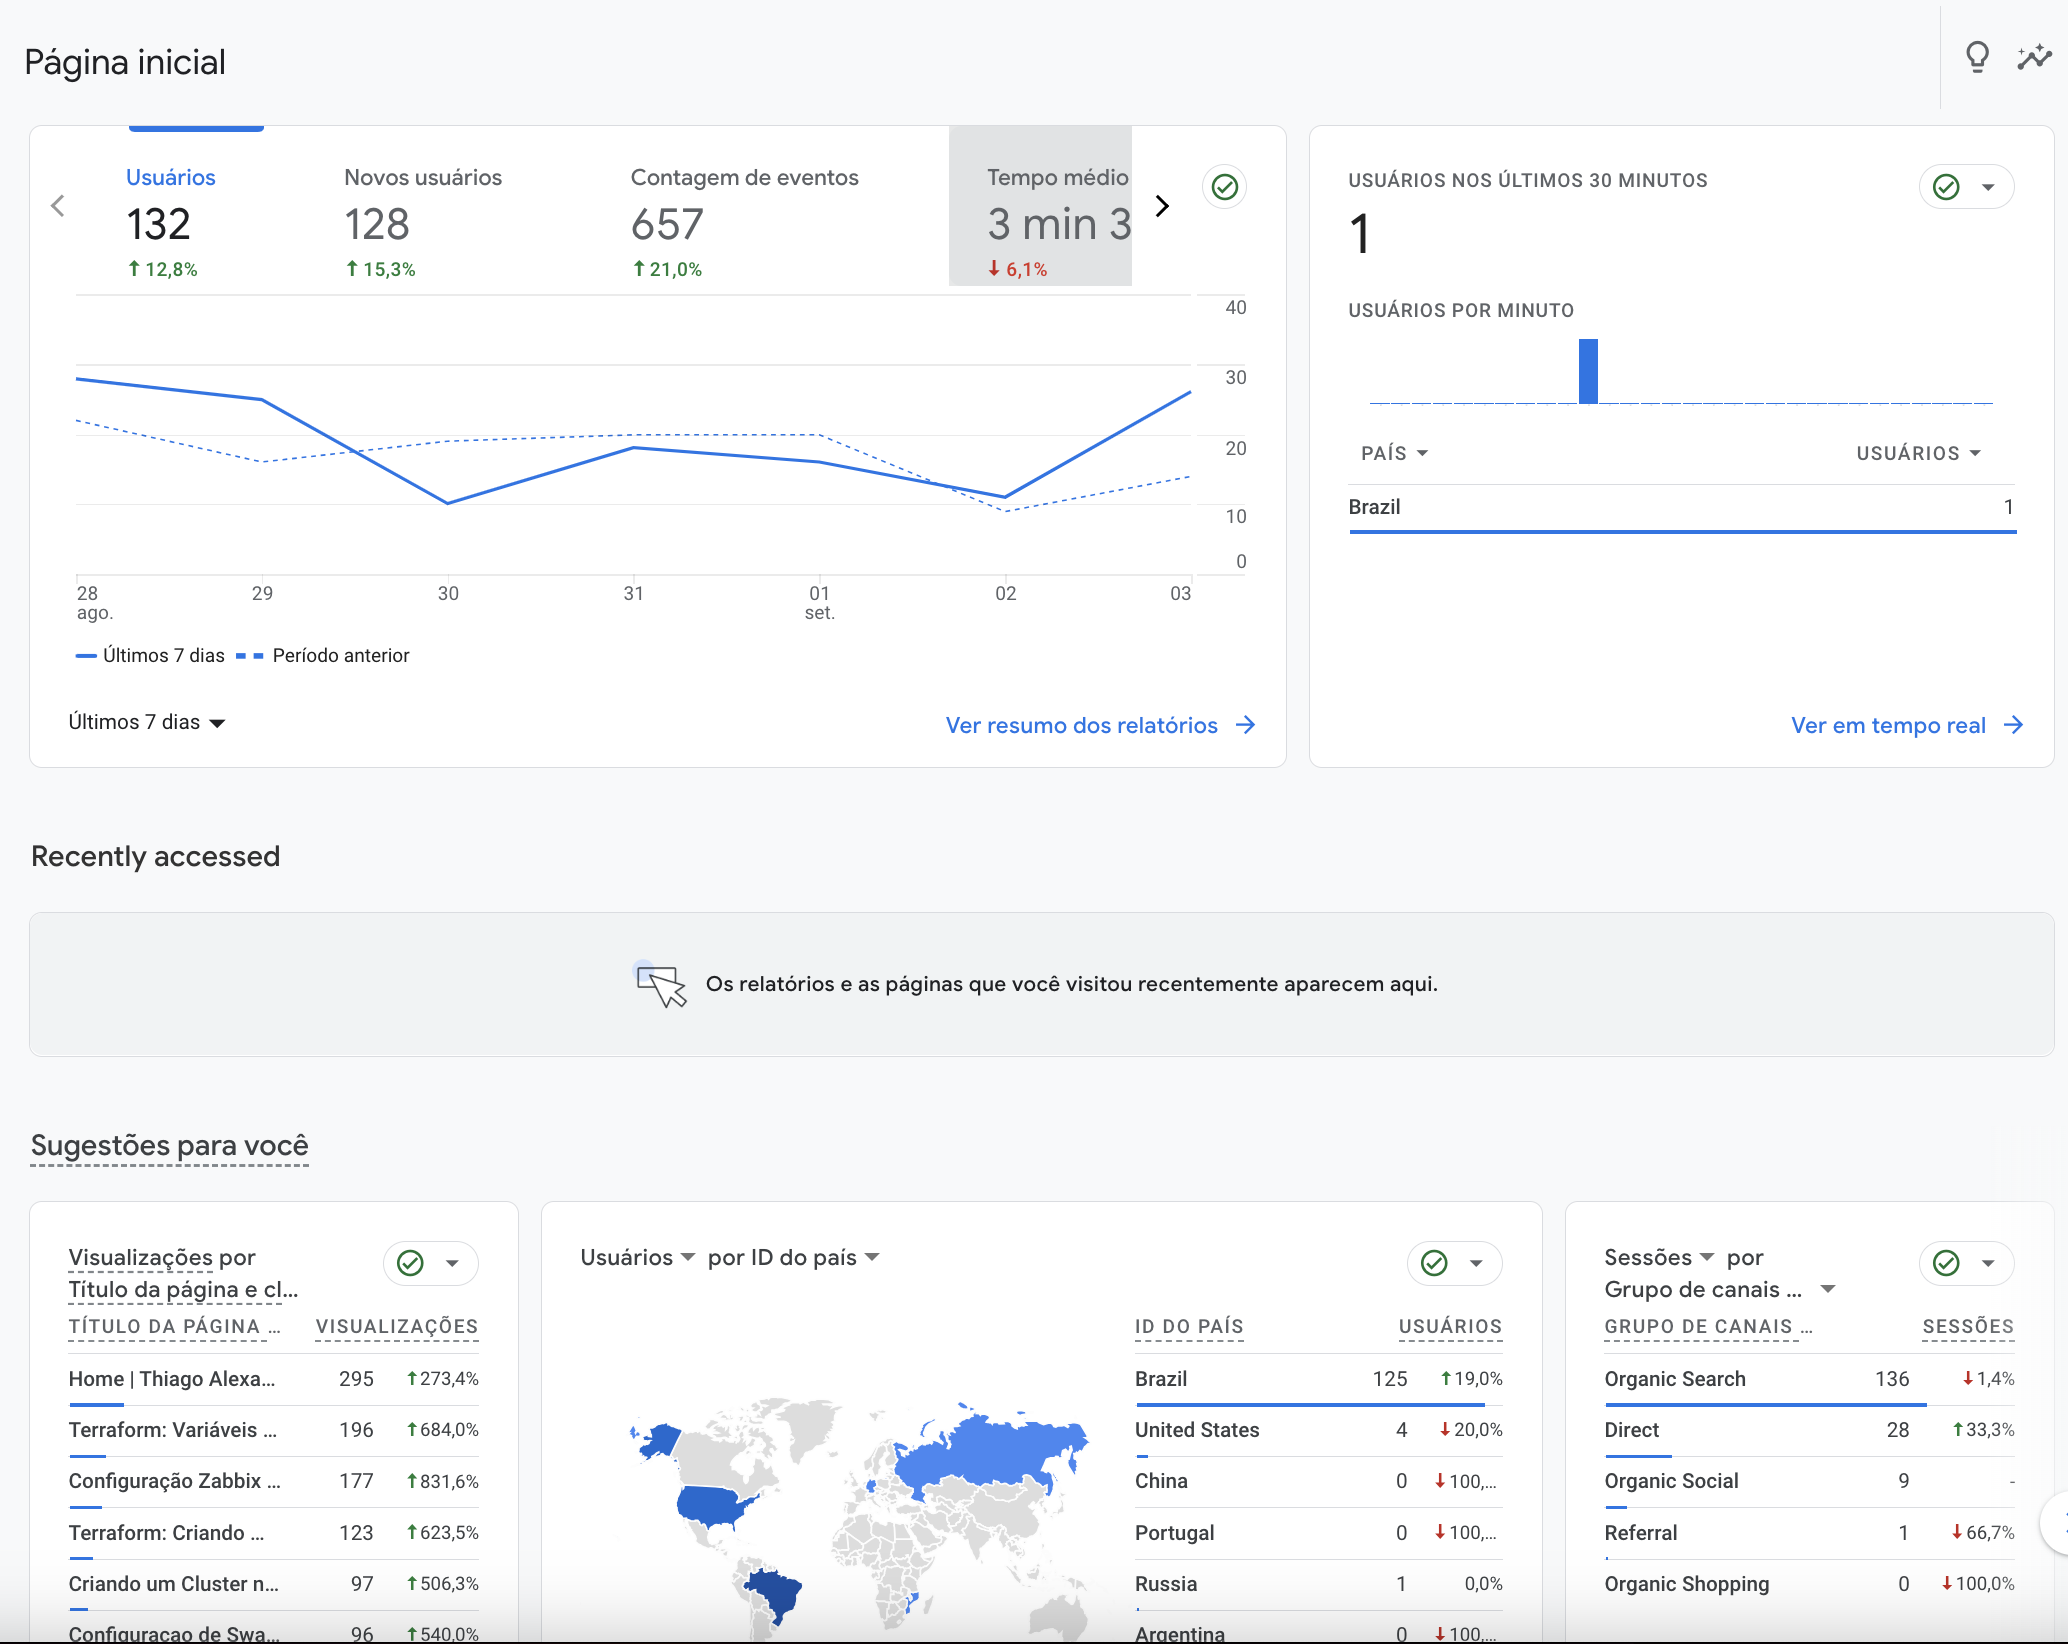 Página inicial
Usuários
132
12,8%
Novos usuários
128
15,3%
Contagem de eventos
657
21,0%
Tempo médio
3 min 3
6,1%
40
30
20
10
0
28
ago.
29
30
31
01
set.
02
03
Últimos 7 dias
Período anterior
Últimos 7 dias
Ver resumo dos relatórios
USUÁRIOS NOS ÚLTIMOS 30 MINUTOS
1
USUÁRIOS POR MINUTO
PAÍS USUÁRIOS
Brazil 1
Ver em tempo real
Recently accessed
Os relatórios e as páginas que você visitou recentemente aparecem aqui.
Sugestões para você
Visualizações por
Título da página e cl...
TÍTULO DA PÁGINA ... VISUALIZAÇÕES
Home | Thiago Alexa... 295 273,4%
Terraform: Variáveis ... 196 684,0%
Configuração Zabbix ... 177 831,6%
Terraform: Criando ... 123 623,5%
Criando um Cluster n... 97 506,3%
Configuracao de Swa... 96 540,0%
Usuários por ID do país
ID DO PAÍS USUÁRIOS
Brazil 125 19,0%
United States 4 20,0%
China 0 100,...
Portugal 0 100,...
Russia 1 0,0%
Argentina 0 100,...
Sessões por
Grupo de canais ...
GRUPO DE CANAIS ... SESSÕES
Organic Search 136 1,4%
Direct 28 33,3%
Organic Social 9 -
Referral 1 66,7%
Organic Shopping 0 100,0%